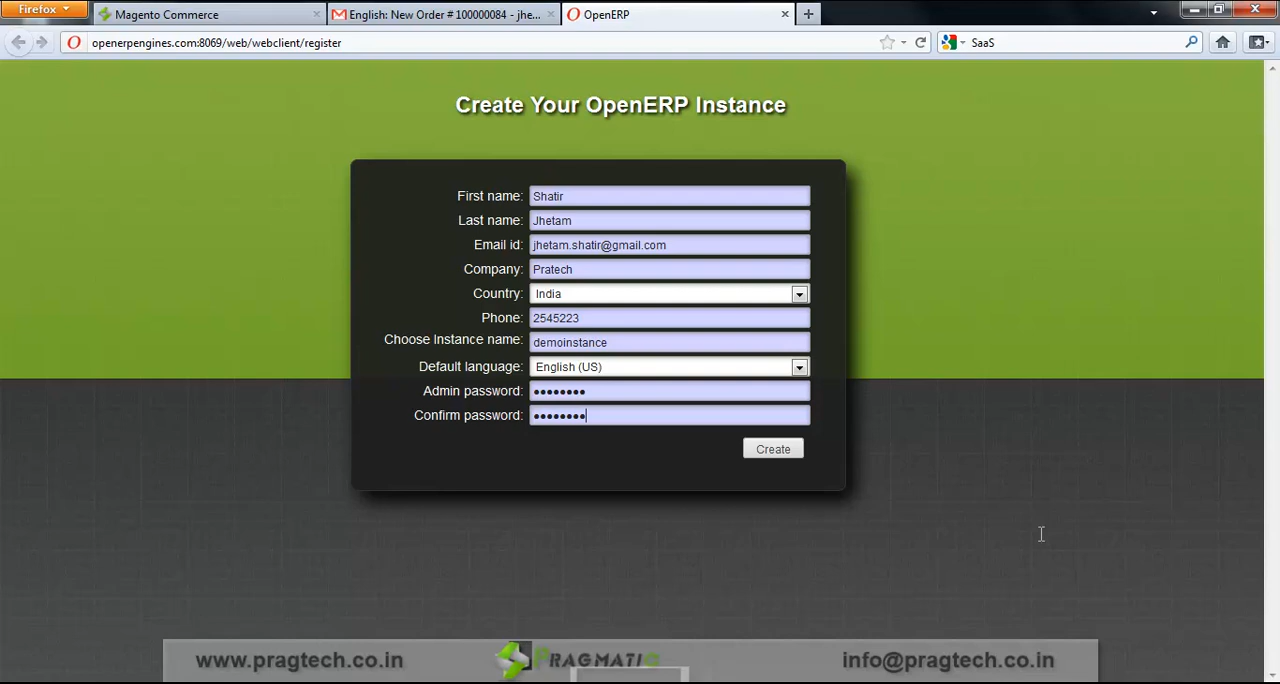 Firefox
Magento Commerce
English: New Order # 100000084 - jhe...
OpenERP
openerpengines.com:8069/web/webclient/register
SaaS
Create Your OpenERP Instance
First name: Shatir
Last name: Jhetam
Email id: jhetam.shatir@gmail.com
Company: Pratech
Country: India
Phone: 2545223
Choose Instance name: demoinstance
Default language: English (US)
Admin password: ●●●●●●●●
Confirm password: ●●●●●●●●
Create
www.pragtech.co.in
info@pragtech.co.in